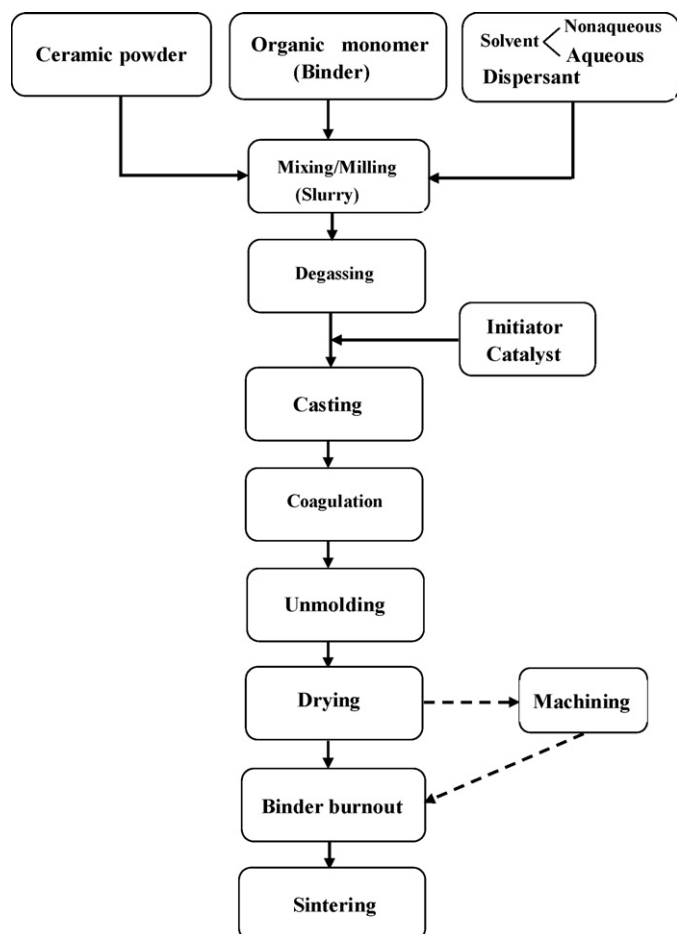 Ceramic powder
Organic monomer
(Binder)
Solvent
Nonaqueous
Aqueous
Dispersant
Mixing/Milling
(Slurry)
Degassing
Initiator
Catalyst
Casting
Coagulation
Unmolding
Drying
Machining
Binder burnout
Sintering